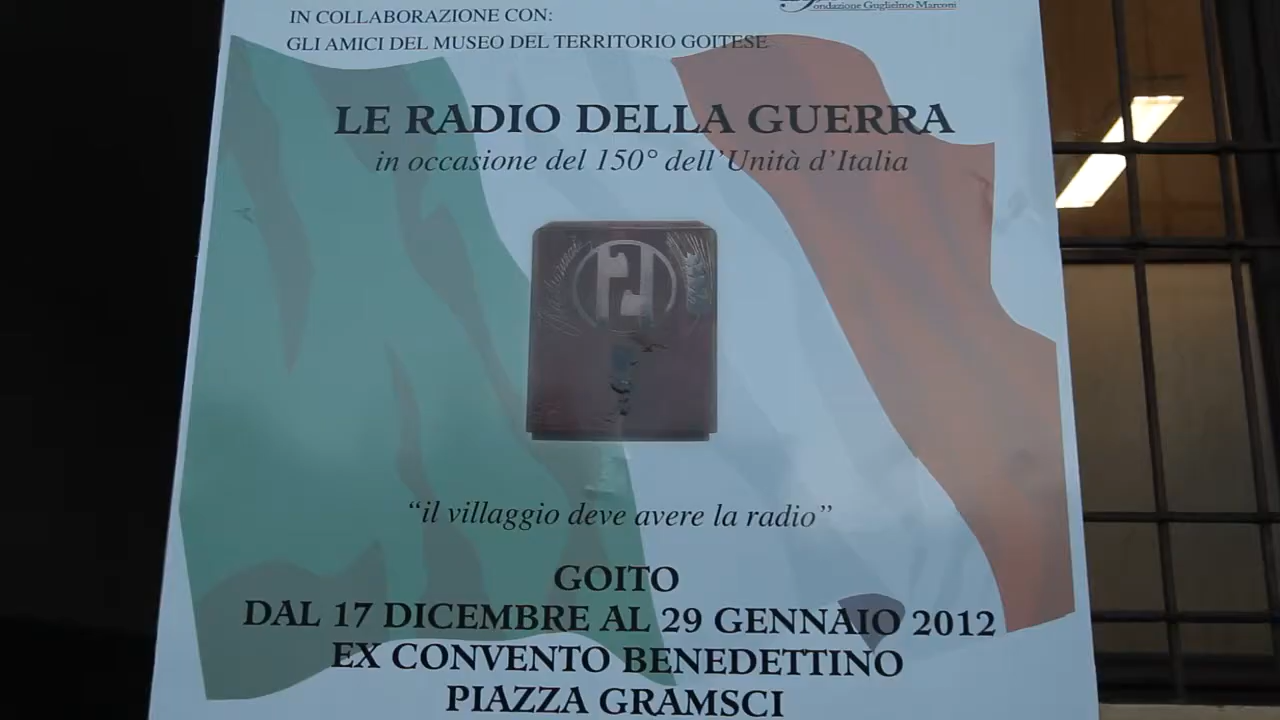 IN COLLABORAZIONE CON:
Fondazione Guglielmo Marconi
GLI AMICI DEL MUSEO DEL TERRITORIO GOITESE
LE RADIO DELLA GUERRA
in occasione del 150° dell'Unità d'Italia
“il villaggio deve avere la radio”
GOITO
DAL 17 DICEMBRE AL 29 GENNAIO 2012
EX CONVENTO BENEDETTINO
PIAZZA GRAMSCI